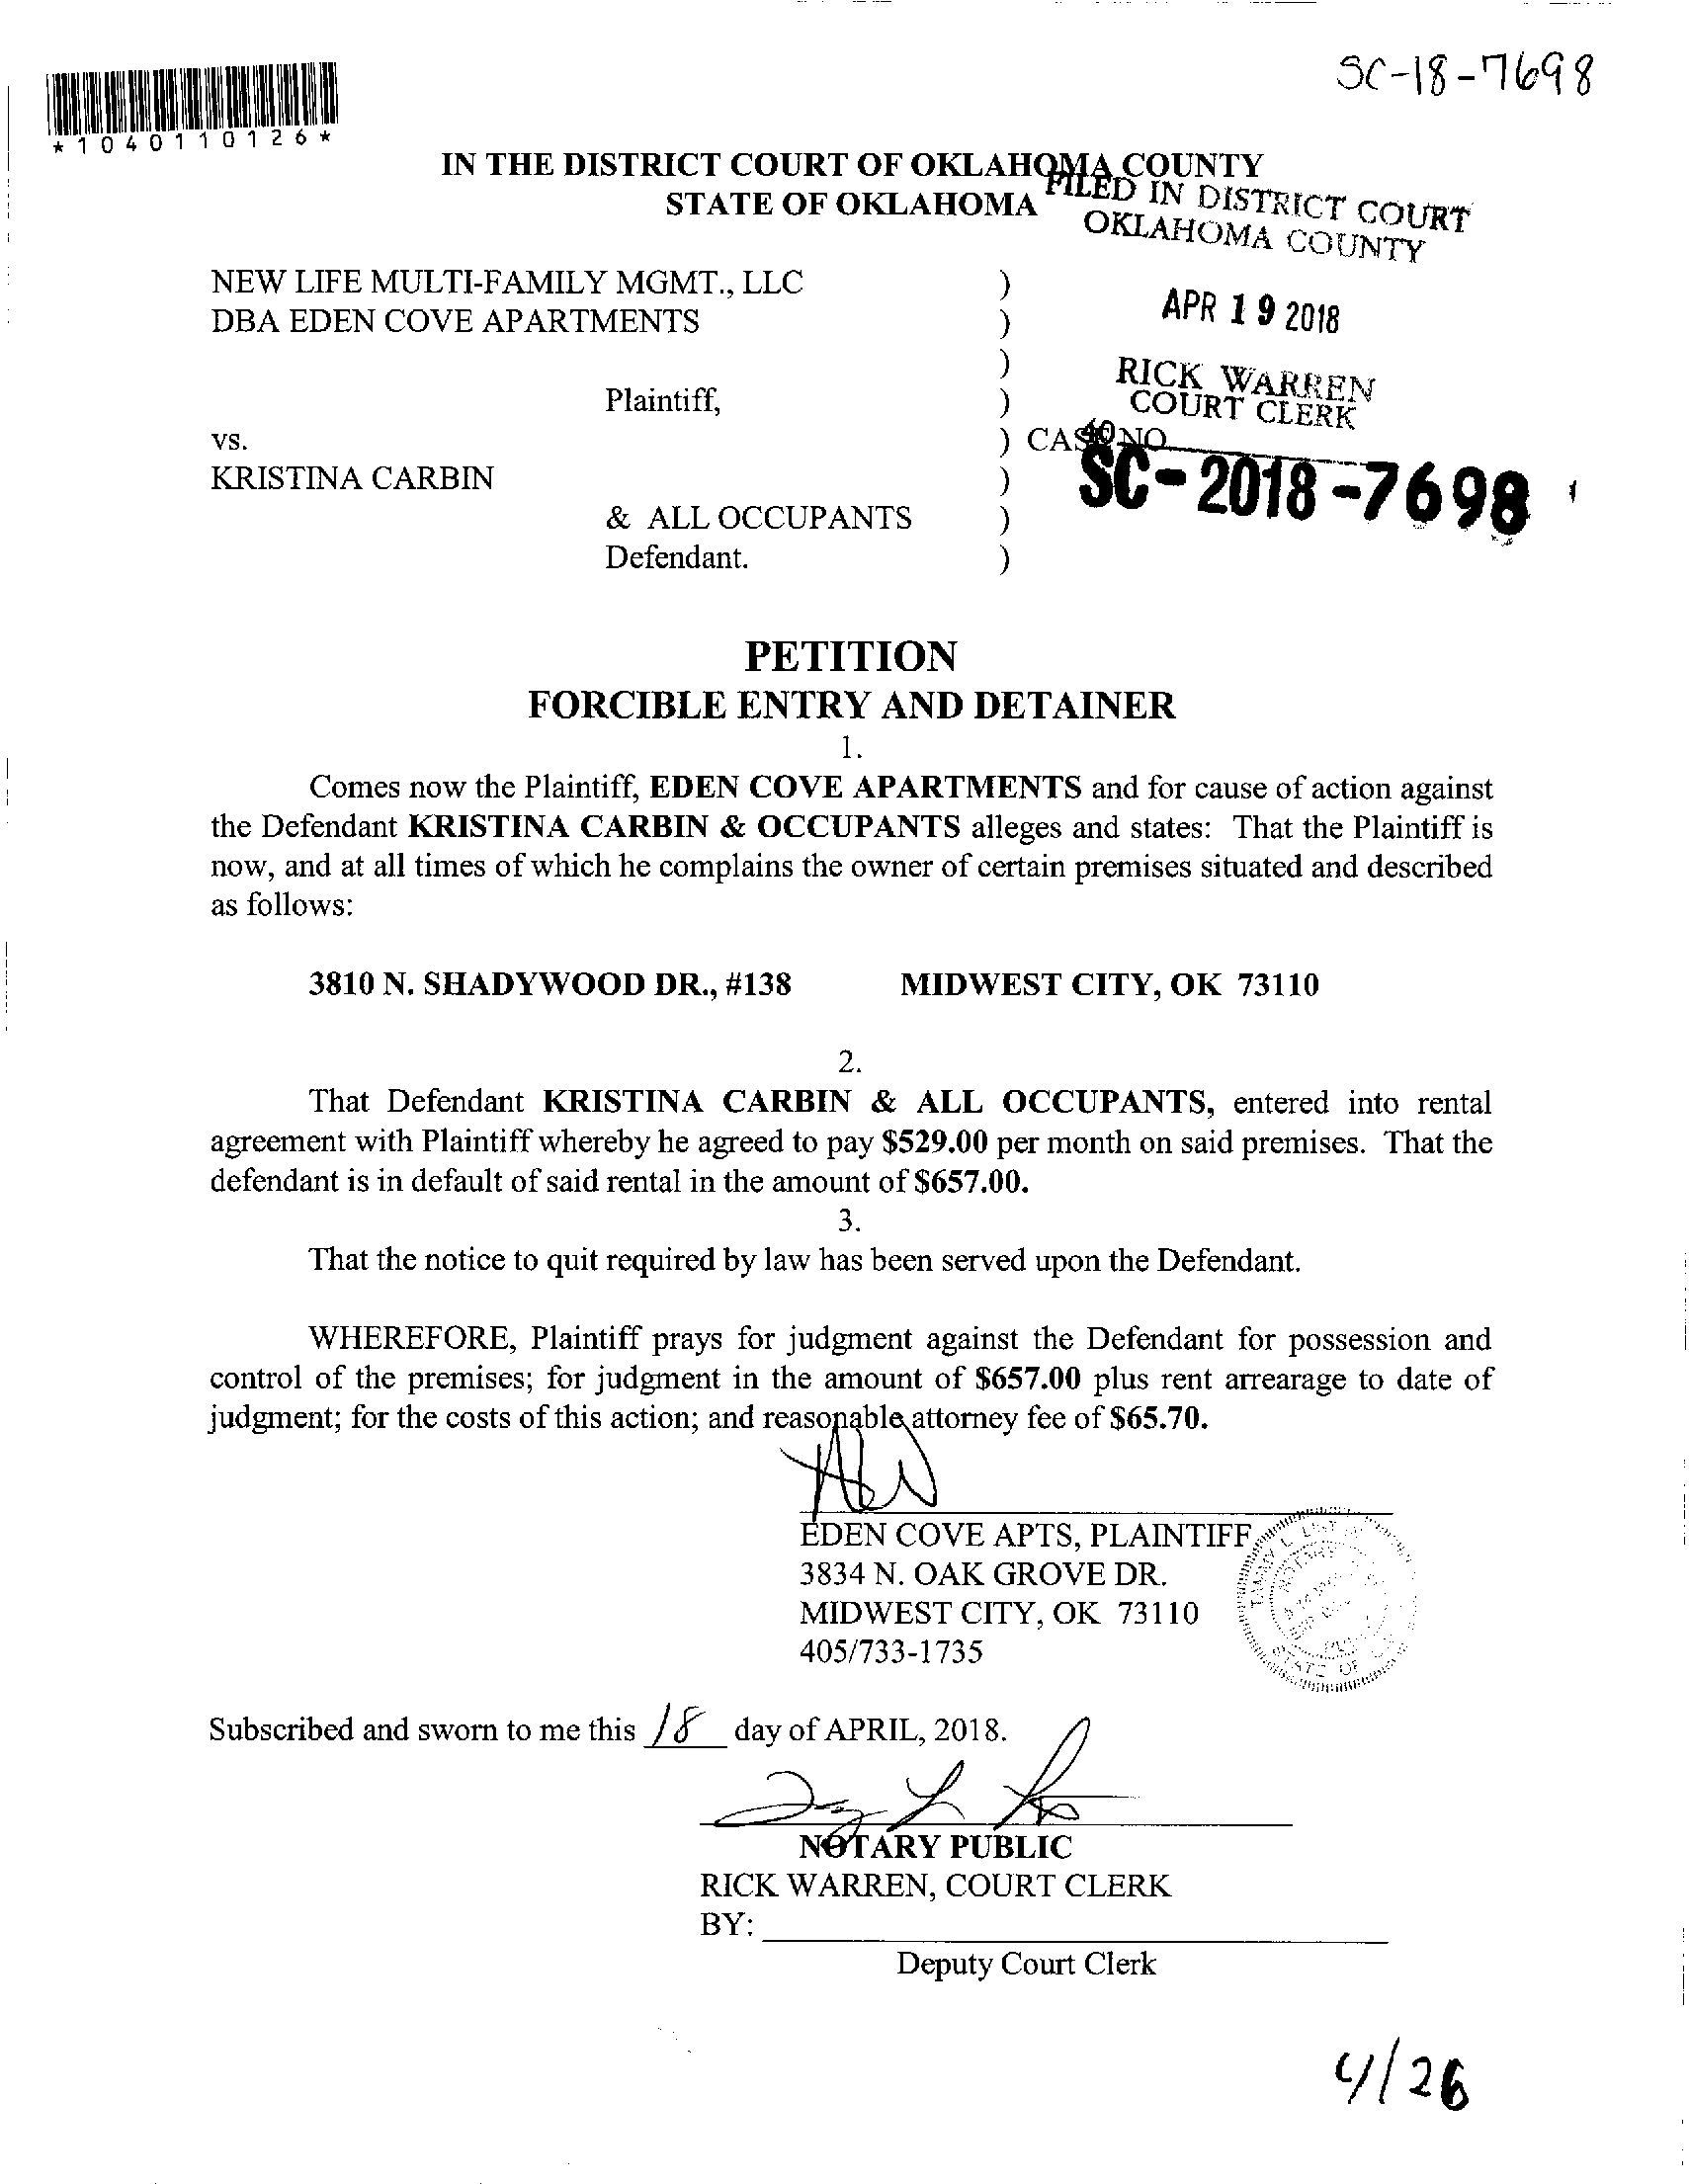 SC-18-7698
*1040110126*
IN THE DISTRICT COURT OF OKLAHOMA COUNTY
STATE OF OKLAHOMA
FILED IN DISTRICT COURT
OKLAHOMA COUNTY
NEW LIFE MULTI-FAMILY MGMT., LLC )
DBA EDEN COVE APARTMENTS )
APR 19 2018
)
RICK WARREN
COURT CLERK
Plaintiff, )
40
vs. ) CASE NO
SC-2018-7698
KRISTINA CARBIN )
& ALL OCCUPANTS )
Defendant. )
PETITION
FORCIBLE ENTRY AND DETAINER
1.
Comes now the Plaintiff, EDEN COVE APARTMENTS and for cause of action against
the Defendant KRISTINA CARBIN & OCCUPANTS alleges and states: That the Plaintiff is
now, and at all times of which he complains the owner of certain premises situated and described
as follows:
3810 N. SHADYWOOD DR., #138 MIDWEST CITY, OK 73110
2.
That Defendant KRISTINA CARBIN & ALL OCCUPANTS, entered into rental
agreement with Plaintiff whereby he agreed to pay $529.00 per month on said premises. That the
defendant is in default of said rental in the amount of $657.00.
3.
That the notice to quit required by law has been served upon the Defendant.
WHEREFORE, Plaintiff prays for judgment against the Defendant for possession and
control of the premises; for judgment in the amount of $657.00 plus rent arrearage to date of
judgment; for the costs of this action; and reasonable attorney fee of $65.70.
EDEN COVE APTS, PLAINTIFF
3834 N. OAK GROVE DR.
MIDWEST CITY, OK 73110
405/733-1735
TAMMY L
NOTARY
STATE OF
Subscribed and sworn to me this 18 day of APRIL, 2018.
NOTARY PUBLIC
RICK WARREN, COURT CLERK
BY:
Deputy Court Clerk
4/26